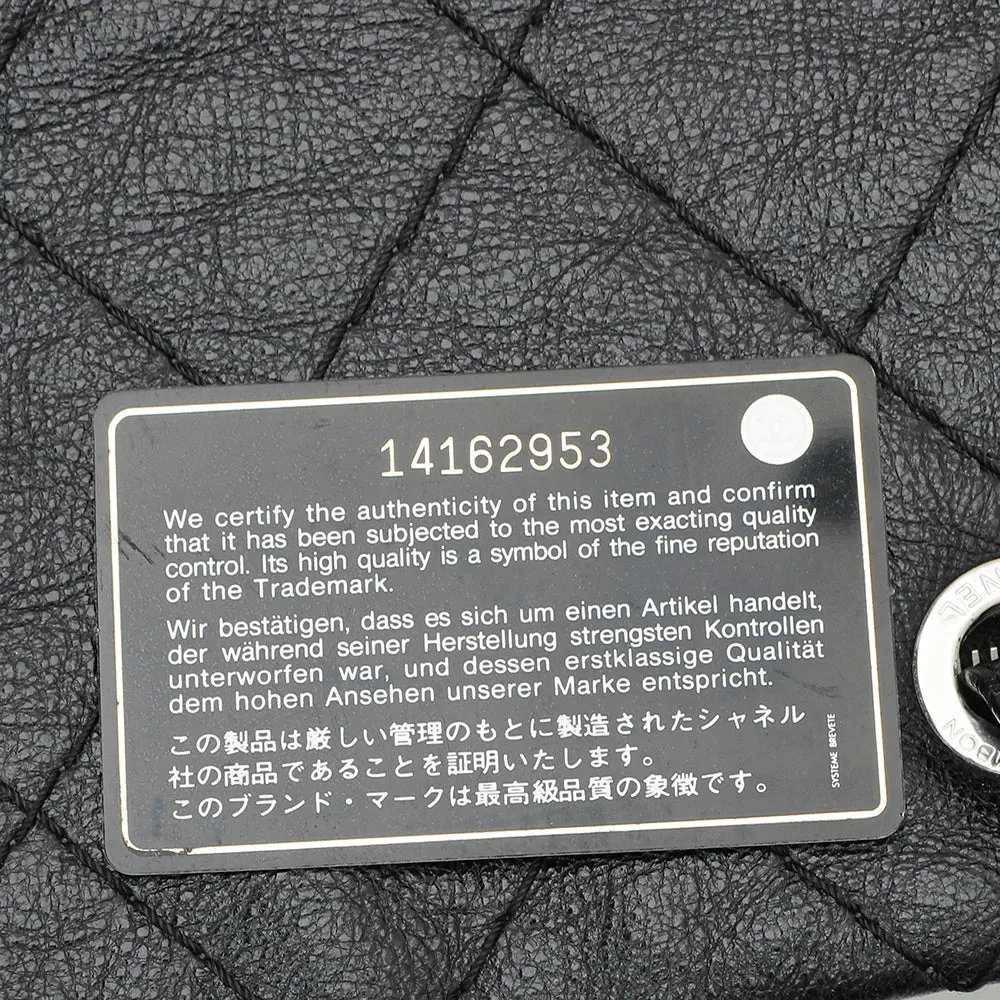 14162953
We certify the authenticity of this item and confirm
that it has been subjected to the most exacting quality
control. Its high quality is a symbol of the fine reputation
of the Trademark.
Wir bestätigen, dass es sich um einen Artikel handelt,
der während seiner Herstellung strengsten Kontrollen
unterworfen war, und dessen erstklassige Qualität
dem hohen Ansehen unserer Marke entspricht.
この製品は厳しい管理のもとに製造されたシャネル
社の商品であることを証明いたします。
このブランド・マークは最高級品質の象徴です。
SYSTEME BREVETE